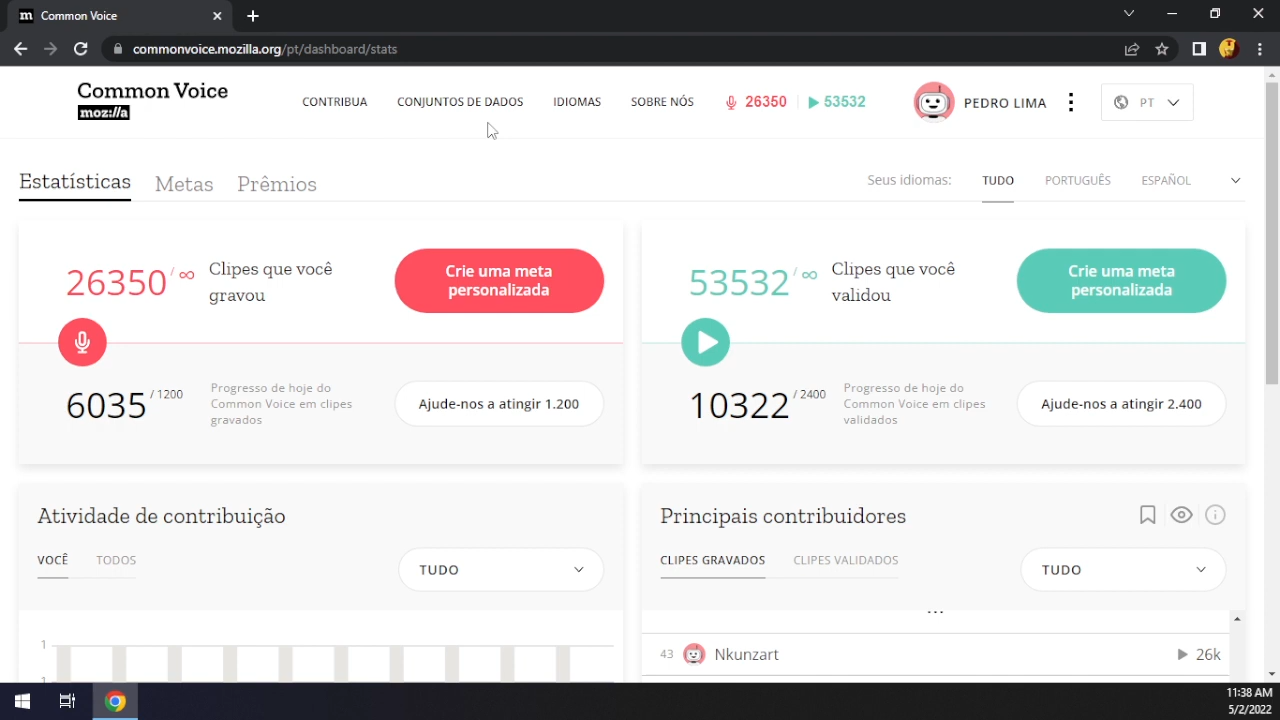 Common Voice
commonvoice.mozilla.org/pt/dashboard/stats
Common Voice
moz://a
CONTRIBUA CONJUNTOS DE DADOS IDIOMAS SOBRE NÓS 26350 53532 PEDRO LIMA PT
Estatísticas Metas Prêmios Seus idiomas: TUDO PORTUGUÊS ESPAÑOL
26350 / ∞ Clipes que você gravou
Crie uma meta
personalizada
53532 / ∞ Clipes que você validou
Crie uma meta
personalizada
6035 / 1200
Progresso de hoje do
Common Voice em clipes
gravados
Ajude-nos a atingir 1.200
10322 / 2400
Progresso de hoje do
Common Voice em clipes
validados
Ajude-nos a atingir 2.400
Atividade de contribuição
VOCÊ TODOS TUDO
1
1
Principais contribuidores
CLIPES GRAVADOS CLIPES VALIDADOS TUDO
...
43 Nkunzart 26k
11:38 AM
5/2/2022